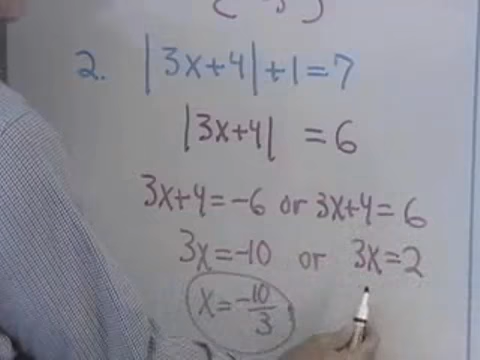 2. |3x+4|+1=7
|3x+4| = 6
3x+4=-6 or 3x+4=6
3x=-10 or 3x=2
x=-10/3